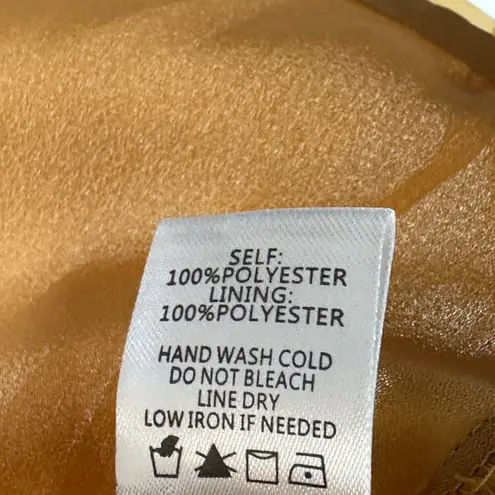 SELF:
100%POLYESTER
LINING:
100%POLYESTER
HAND WASH COLD
DO NOT BLEACH
LINE DRY
LOW IRON IF NEEDED